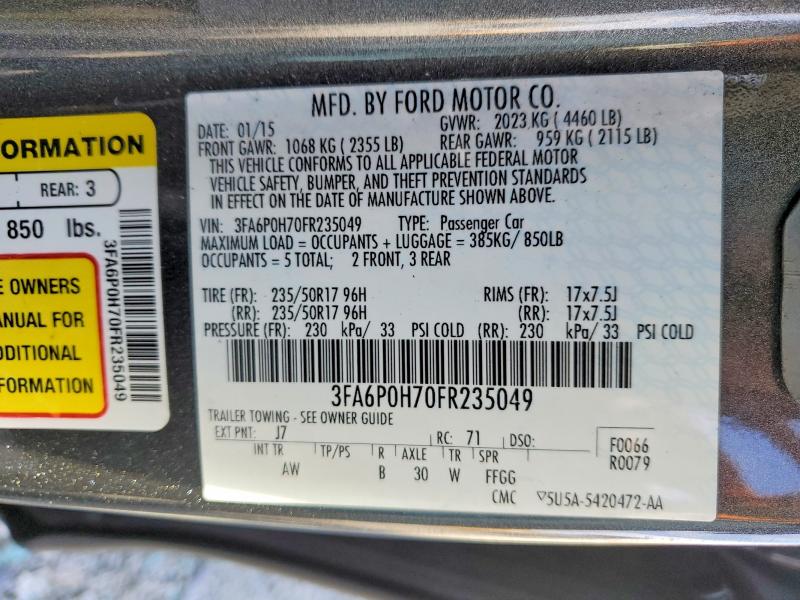 ORMATION
REAR: 3
850 lbs.
E OWNERS
ANUAL FOR
DDITIONAL
FORMATION
3FA6P0H70FR235049
MFD. BY FORD MOTOR CO.
DATE: 01/15 GVWR: 2023 KG ( 4460 LB)
FRONT GAWR: 1068 KG ( 2355 LB) REAR GAWR: 959 KG ( 2115 LB)
THIS VEHICLE CONFORMS TO ALL APPLICABLE FEDERAL MOTOR
VEHICLE SAFETY, BUMPER, AND THEFT PREVENTION STANDARDS
IN EFFECT ON THE DATE OF MANUFACTURE SHOWN ABOVE.
VIN: 3FA6P0H70FR235049 TYPE: Passenger Car
MAXIMUM LOAD = OCCUPANTS + LUGGAGE = 385KG/ 850LB
OCCUPANTS = 5 TOTAL; 2 FRONT, 3 REAR
TIRE (FR): 235/50R17 96H RIMS (FR): 17x7.5J
(RR): 235/50R17 96H (RR): 17x7.5J
PRESSURE (FR): 230 kPa/ 33 PSI COLD (RR): 230 kPa/ 33 PSI COLD
3FA6P0H70FR235049
TRAILER TOWING - SEE OWNER GUIDE
EXT PNT: J7 RC: 71 DSO: F0066
INT TR TP/PS R AXLE TR SPR R0079
AW B 30 W FFGG
CMC ▽5U5A-5420472-AA